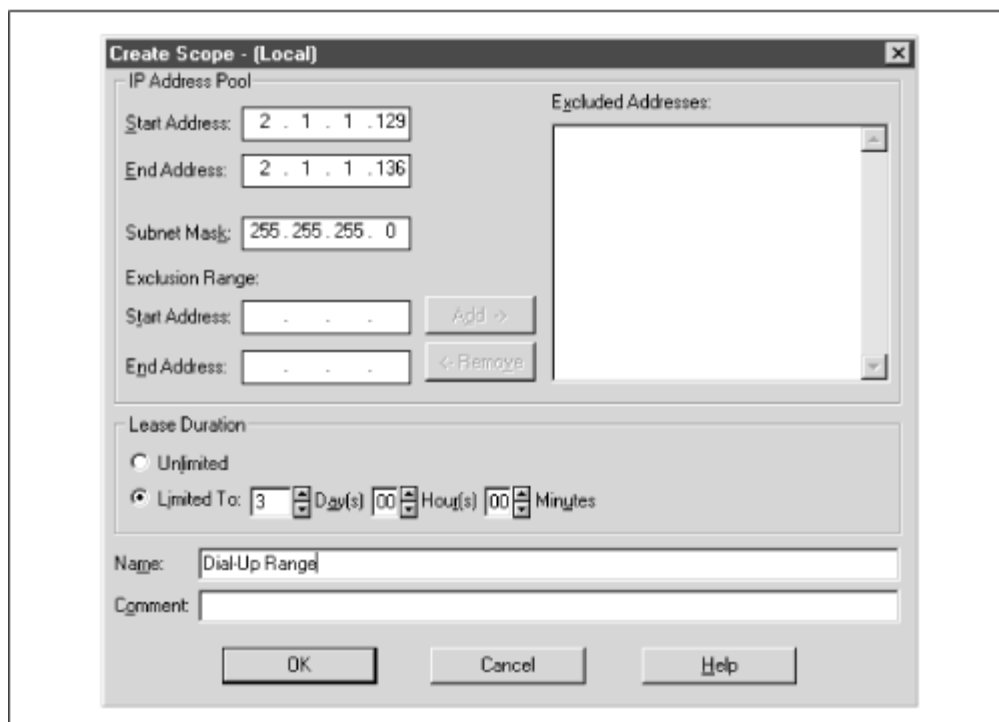 Create Scope - (Local)
IP Address Pool
Start Address: 2 . 1 . 1 .129
End Address: 2 . 1 . 1 .136
Subnet Mask: 255 .255 .255 . 0
Exclusion Range:
Start Address: . . .
End Address: . . .
Add ->
<- Remove
Excluded Addresses:
Lease Duration
Unlimited
Limited To: 3 Day(s) 00 Hour(s) 00 Minutes
Name: Dial-Up Range
Comment:
OK Cancel Help